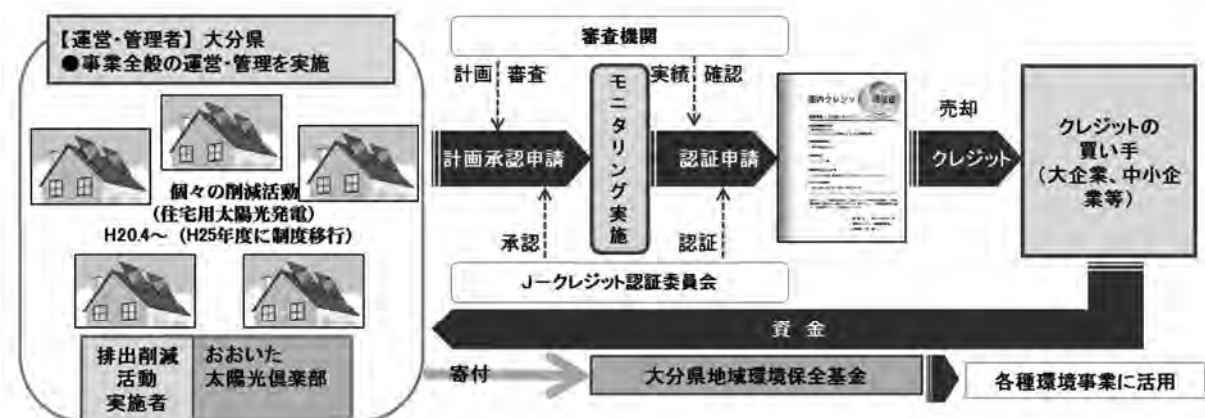 【運営・管理者】大分県
●事業全般の運営・管理を実施
個々の削減活動
(住宅用太陽光発電)
H20.4～（H25年度に制度移行）
排出削減
活動
実施者
おおいた
太陽光倶楽部
審査機関
計画
審査
実績
確認
計画承認申請
モニタリング実施
認証申請
承認
認証
J－クレジット認証委員会
売却
クレジット
クレジットの
買い手
（大企業、中小企
業等）
資 金
寄付
大分県地域環境保全基金
各種環境事業に活用